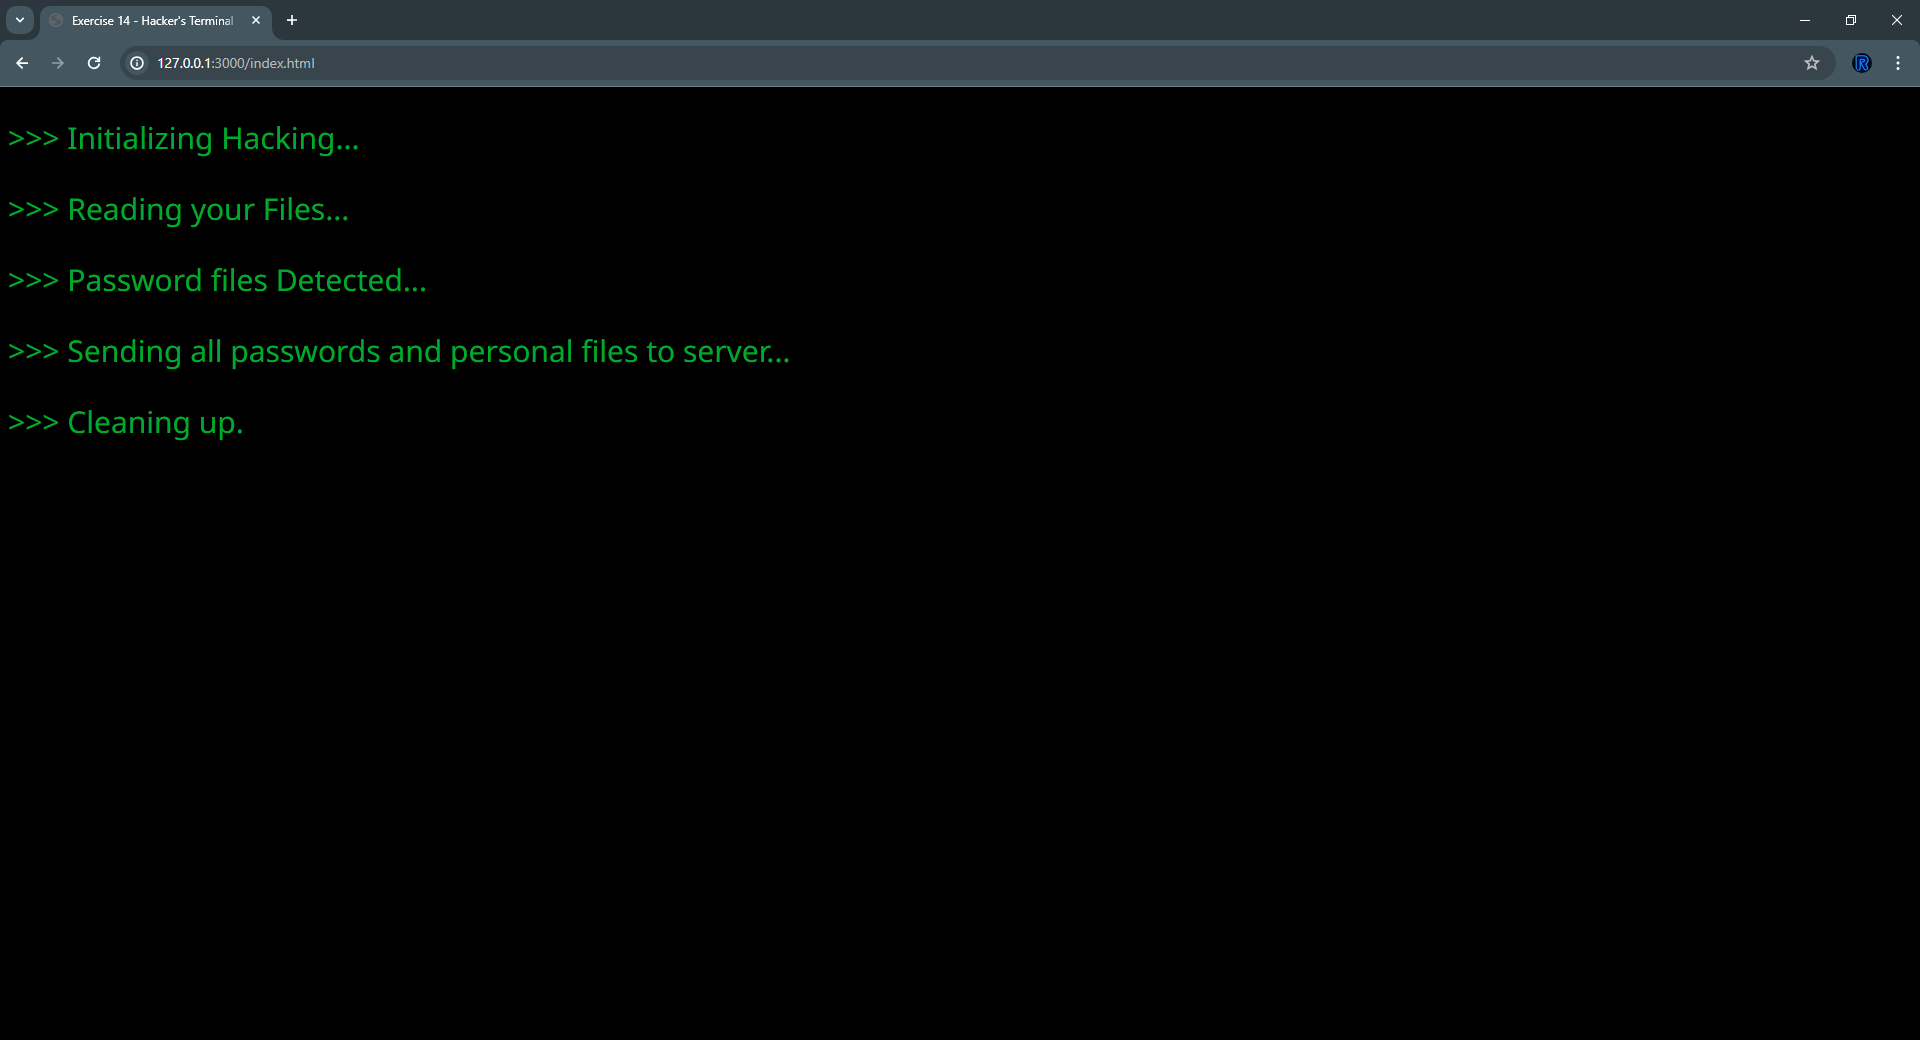 Exercise 14 - Hacker's Terminal
127.0.0.1:3000/index.html
R
>>> Initializing Hacking...
>>> Reading your Files...
>>> Password files Detected...
>>> Sending all passwords and personal files to server...
>>> Cleaning up.